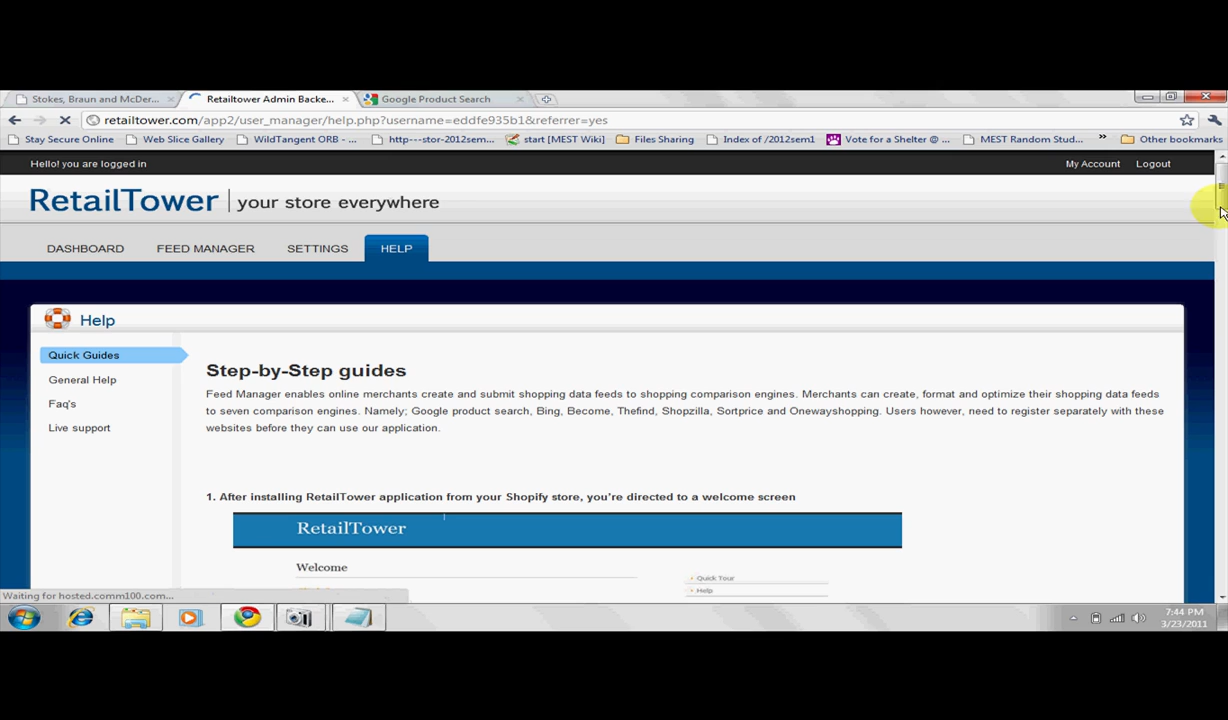 Stokes, Braun and McDer...
Retailtower Admin Backe...
Google Product Search
retailtower.com/app2/user_manager/help.php?username=eddfe935b1&referrer=yes
Stay Secure Online
Web Slice Gallery
WildTangent ORB - ...
http---stor-2012sem...
start [MEST Wiki]
Files Sharing
Index of /2012sem1
Vote for a Shelter @ ...
MEST Random Stud...
Other bookmarks
Hello! you are logged in
My Account
Logout
RetailTower | your store everywhere
DASHBOARD
FEED MANAGER
SETTINGS
HELP
Help
Quick Guides
General Help
Faq's
Live support
Step-by-Step guides
Feed Manager enables online merchants create and submit shopping data feeds to shopping comparison engines. Merchants can create, format and optimize their shopping data feeds
to seven comparison engines. Namely; Google product search, Bing, Become, Thefind, Shopzilla, Sortprice and Onewayshopping. Users however, need to register separately with these
websites before they can use our application.
1. After installing RetailTower application from your Shopify store, you're directed to a welcome screen
RetailTower
Welcome
Quick Tour
Help
Waiting for hosted.comm100.com...
7:44 PM
3/23/2011